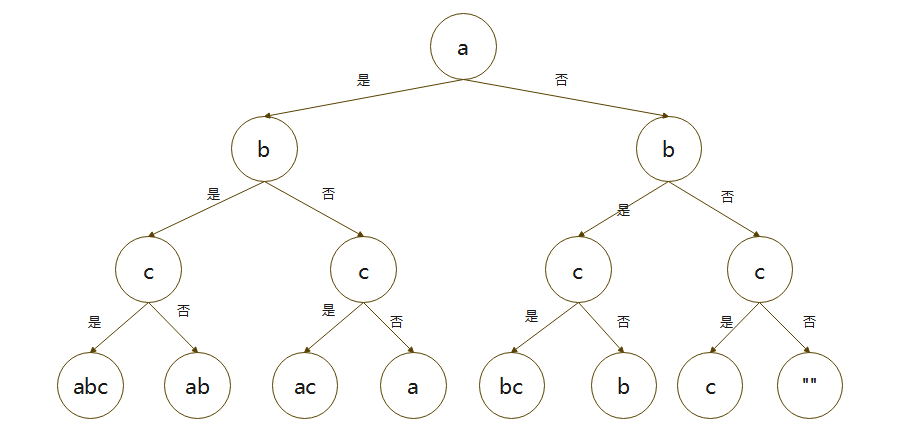 a
是 否
b b
是 否 是 否
c c c c
是 否 是 否 是 否 是 否
abc ab ac a bc b c ""